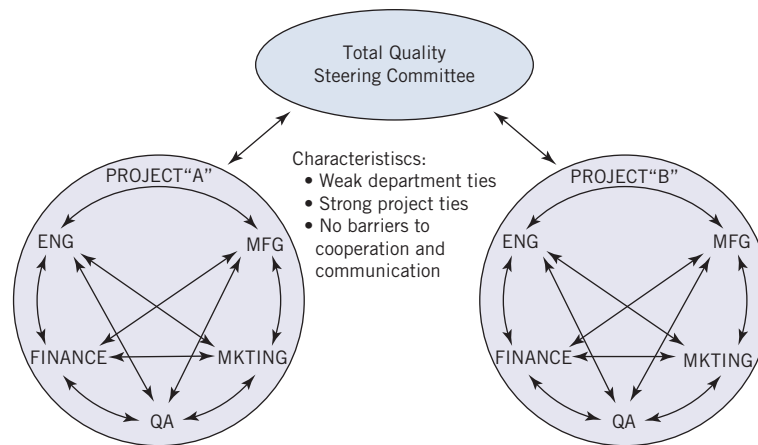 Total Quality
Steering Committee
Characteristiscs:
• Weak department ties
• Strong project ties
• No barriers to
cooperation and
communication
PROJECT“A”
ENG
MFG
FINANCE
MKTING
QA
PROJECT“B”
ENG
MFG
FINANCE
MKTING
QA